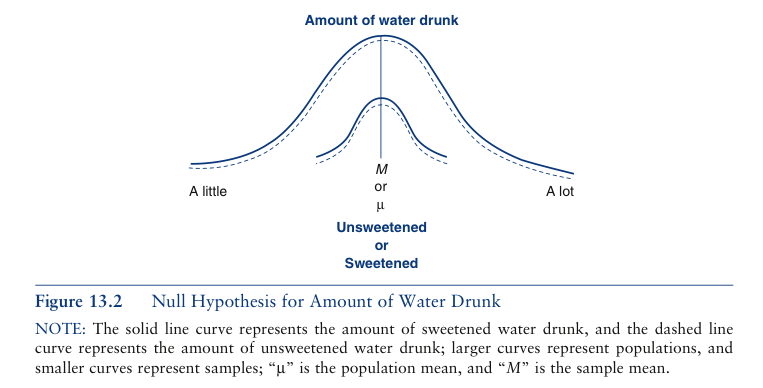 Amount of water drunk
M
or
μ
A little
A lot
Unsweetened
or
Sweetened
Figure 13.2 Null Hypothesis for Amount of Water Drunk
NOTE: The solid line curve represents the amount of sweetened water drunk, and the dashed line
curve represents the amount of unsweetened water drunk; larger curves represent populations, and
smaller curves represent samples; “μ” is the population mean, and “M” is the sample mean.